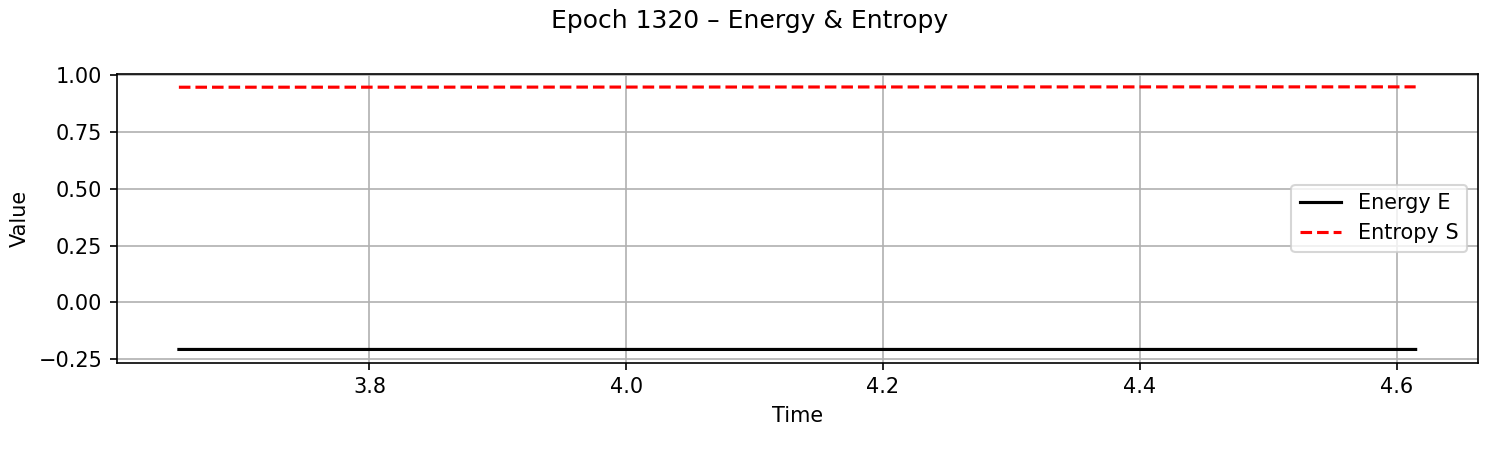 Epoch 1320 – Energy & Entropy
1.00
0.75
0.50
0.25
0.00
−0.25
Value
Energy E
Entropy S
3.8 4.0 4.2 4.4 4.6
Time